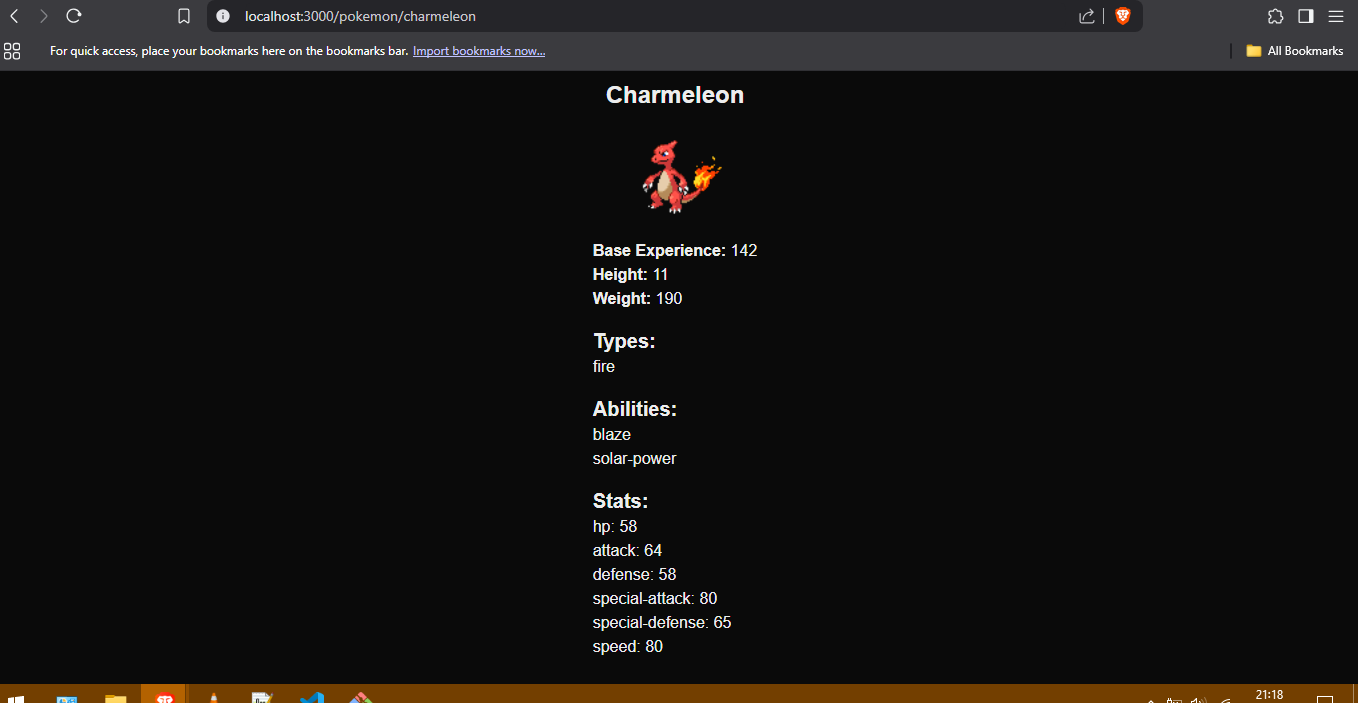 localhost:3000/pokemon/charmeleon
For quick access, place your bookmarks here on the bookmarks bar. Import bookmarks now...
All Bookmarks
Charmeleon
Base Experience: 142
Height: 11
Weight: 190
Types:
fire
Abilities:
blaze
solar-power
Stats:
hp: 58
attack: 64
defense: 58
special-attack: 80
special-defense: 65
speed: 80
21:18